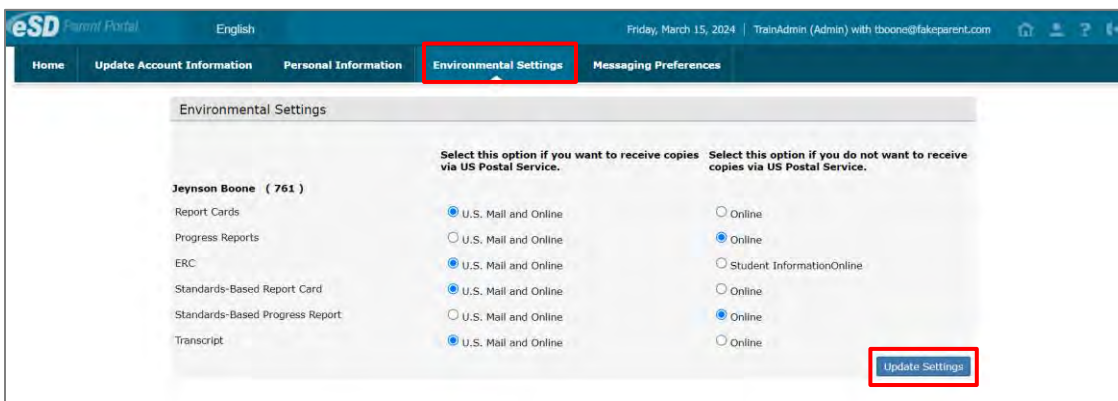 eSD Parent Portal English Friday, March 15, 2024 | TrainAdmin (Admin) with tboone@fakeparent.com ?
Home Update Account Information Personal Information Environmental Settings Messaging Preferences
Environmental Settings
Select this option if you want to receive copies Select this option if you do not want to receive
via US Postal Service. copies via US Postal Service.
Jeynson Boone ( 761 )
Report Cards U.S. Mail and Online Online
Progress Reports U.S. Mail and Online Online
ERC U.S. Mail and Online Student InformationOnline
Standards-Based Report Card U.S. Mail and Online Online
Standards-Based Progress Report U.S. Mail and Online Online
Transcript U.S. Mail and Online Online
Update Settings